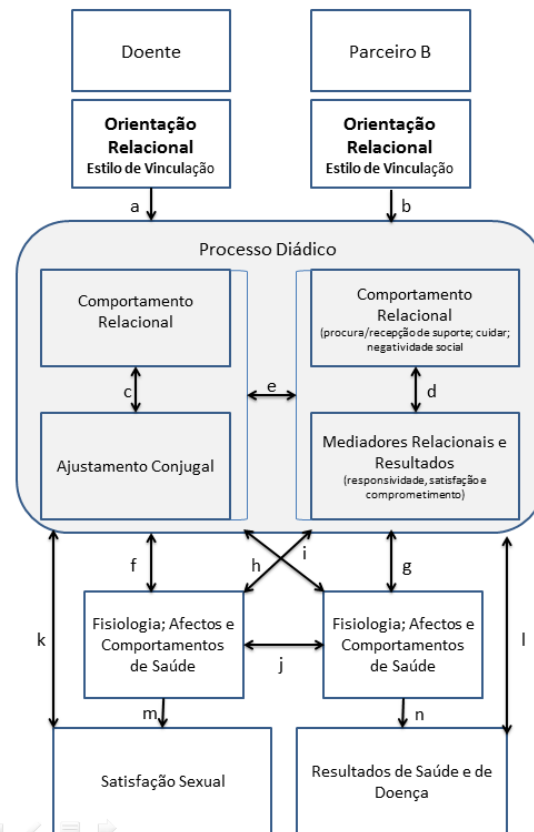 Doente
Parceiro B
Orientação
Relacional
Estilo de Vinculação
Orientação
Relacional
Estilo de Vinculação
a
b
Processo Diádico
Comportamento
Relacional
Comportamento
Relacional
(procura/recepção de suporte; cuidar;
negatividade social
c
e
d
Ajustamento Conjugal
Mediadores Relacionais e
Resultados
(responsividade, satisfação e
comprometimento)
f
h
i
g
k
l
Fisiologia; Afectos e
Comportamentos
de Saúde
j
Fisiologia; Afectos e
Comportamentos
de Saúde
m
n
Satisfação Sexual
Resultados de Saúde e de
Doença